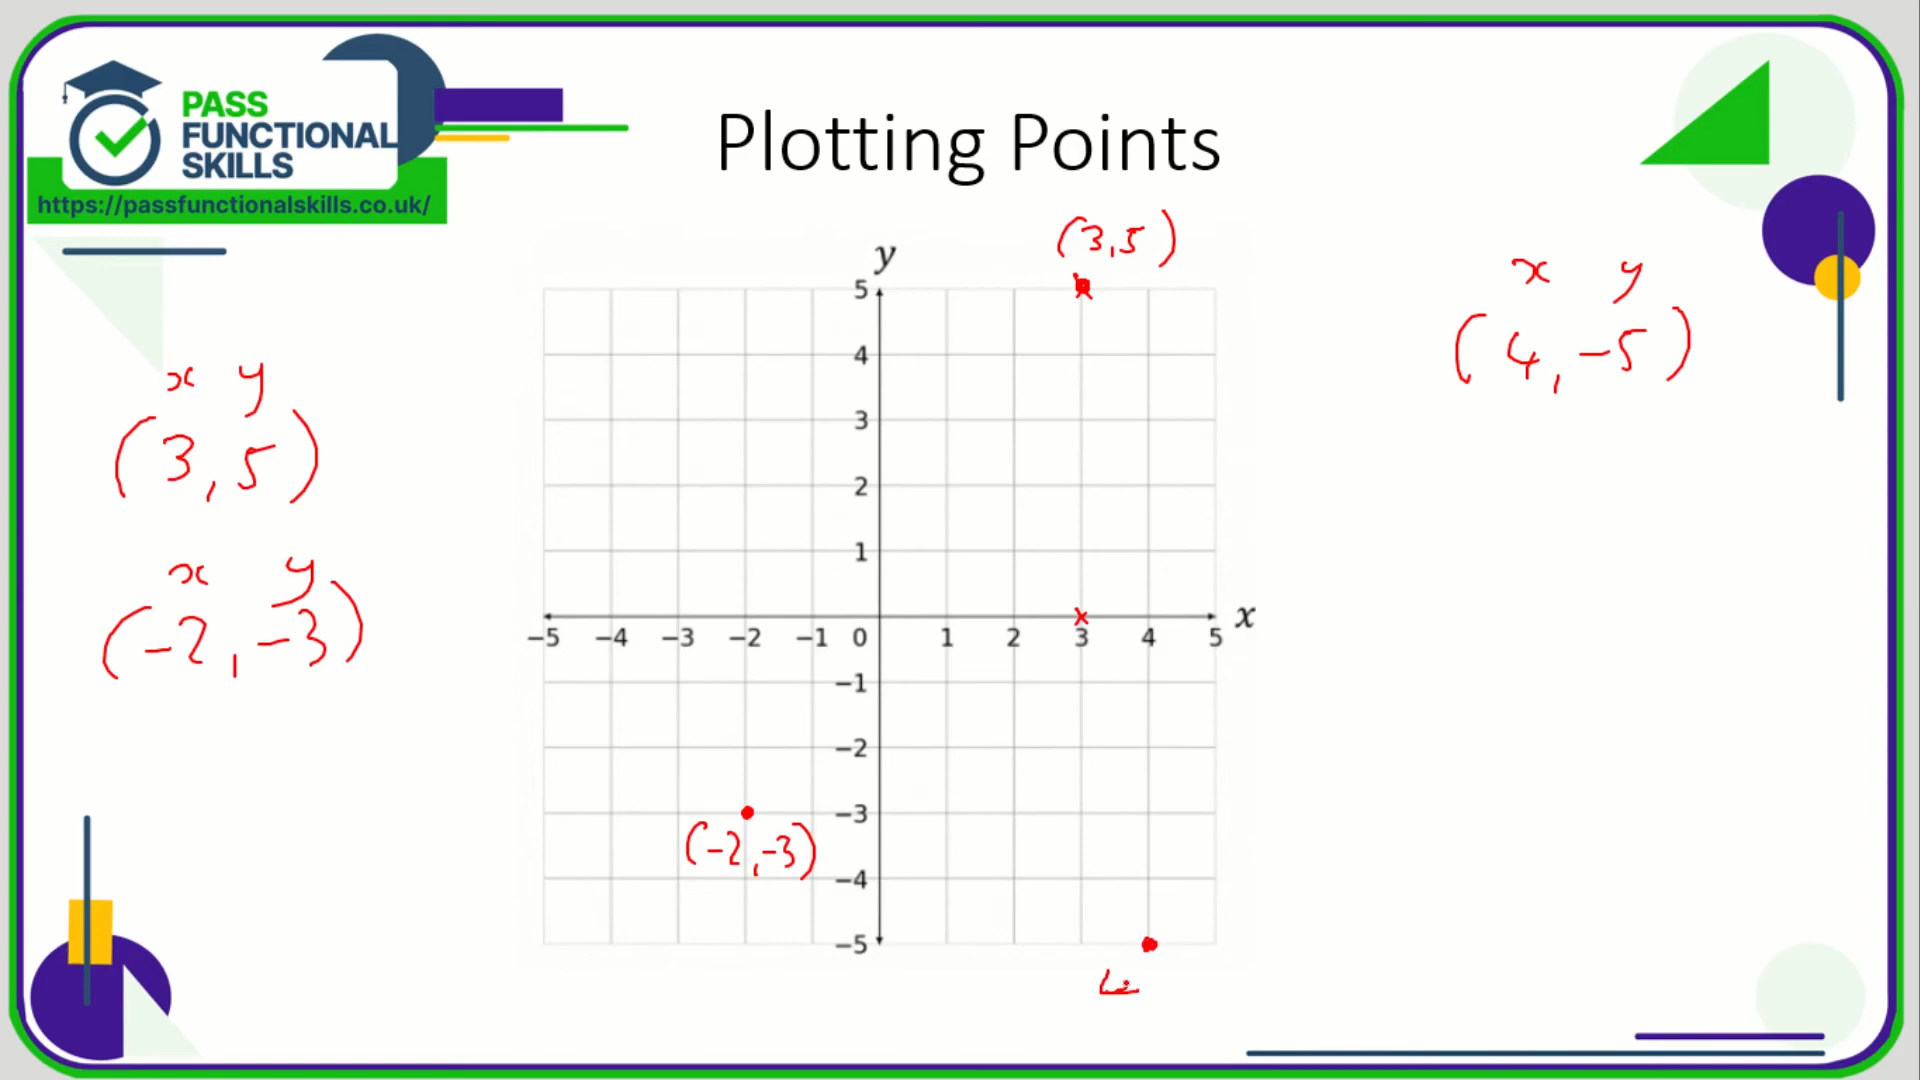 PASS
FUNCTIONAL
SKILLS
https://passfunctionalskills.co.uk/
Plotting Points
(3,5)
x y
(3,5)
x y
(-2,-3)
x y
(4,-5)
y
5
4
3
2
1
−5 −4 −3 −2 −1 0 1 2 3 4 5 x
−1
−2
−3
−4
−5
(-2,-3)